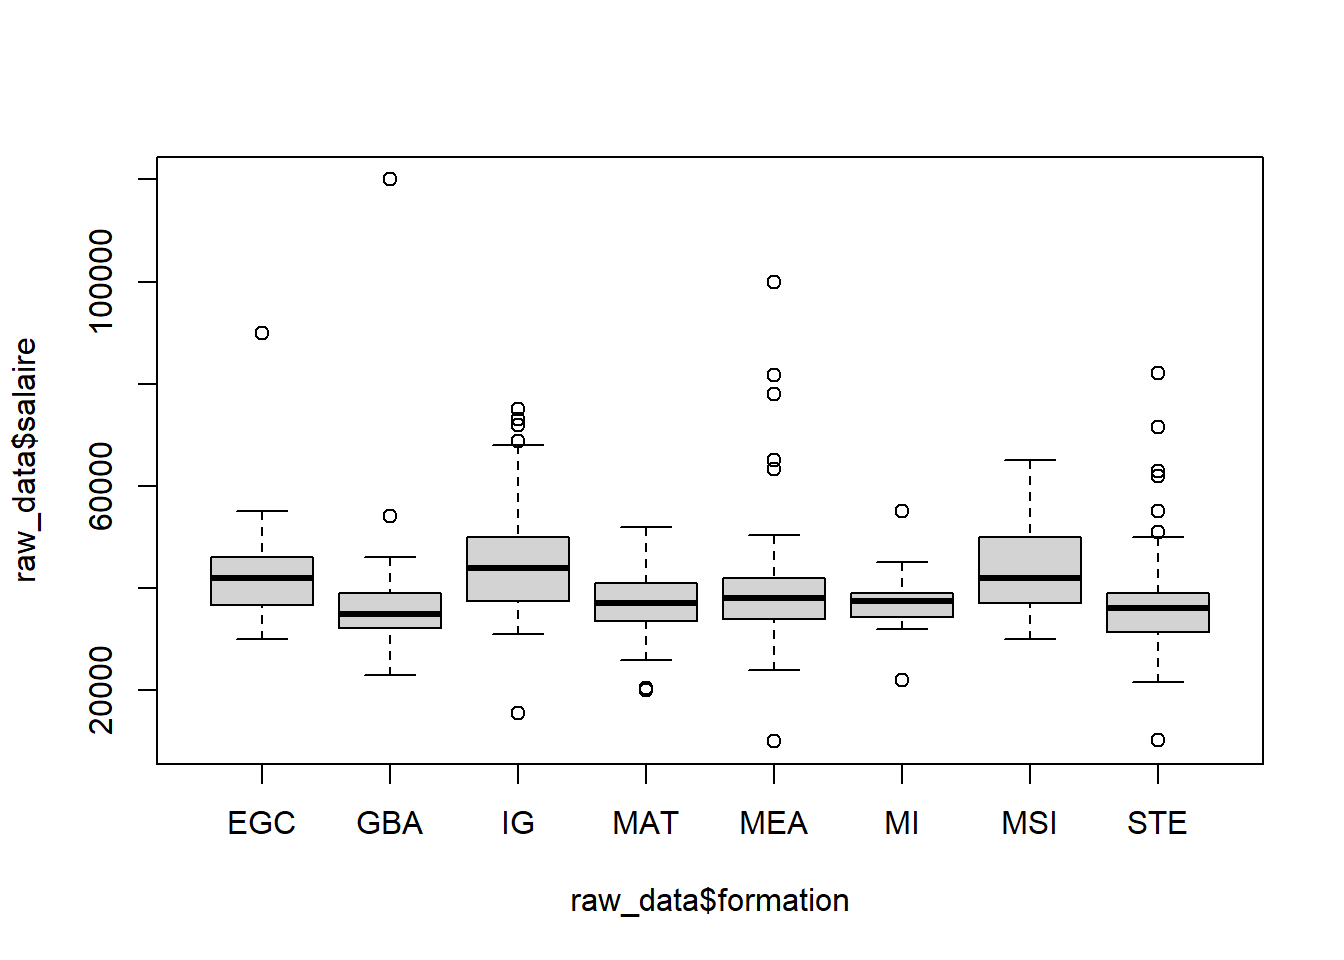 raw_data$salaire
100000
60000
20000
EGC GBA IG MAT MEA MI MSI STE
raw_data$formation